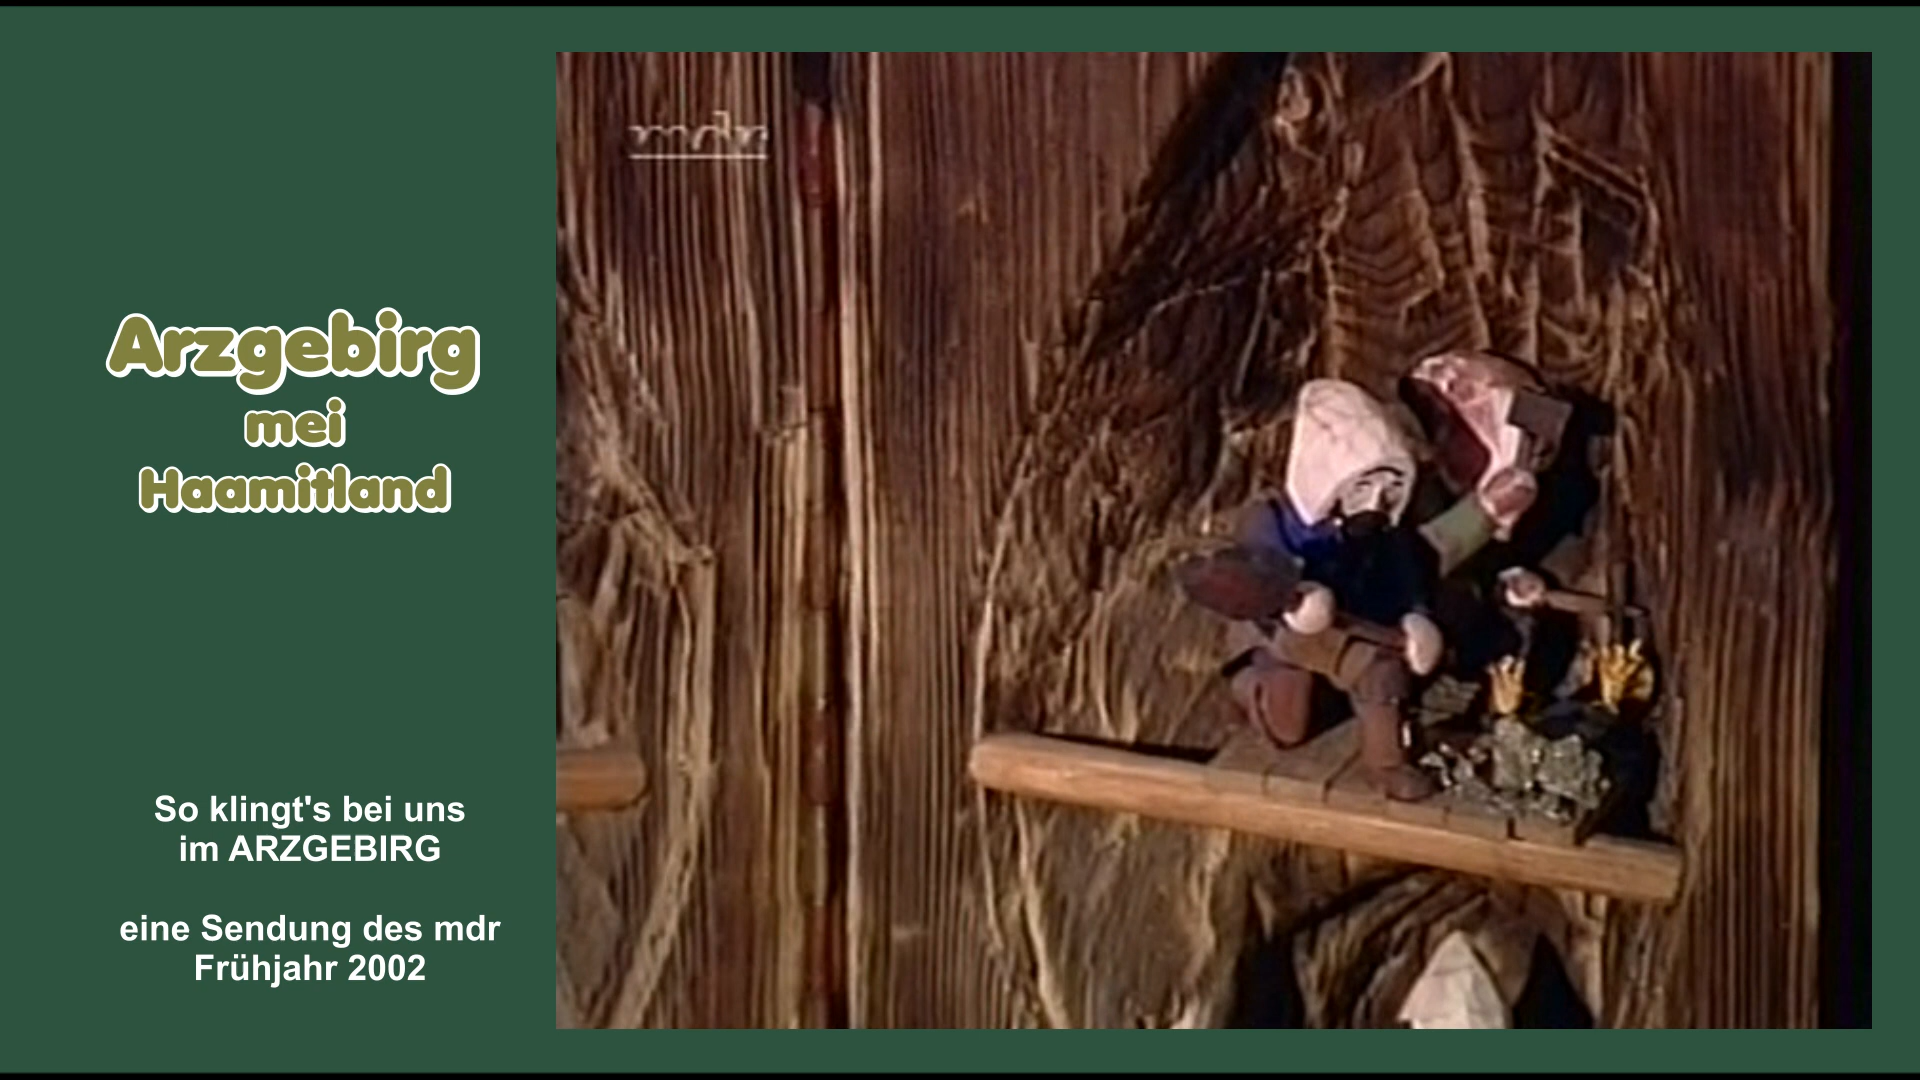 mdr
Arzgebirg
mei
Haamitland
So klingt's bei uns
im ARZGEBIRG
eine Sendung des mdr
Frühjahr 2002